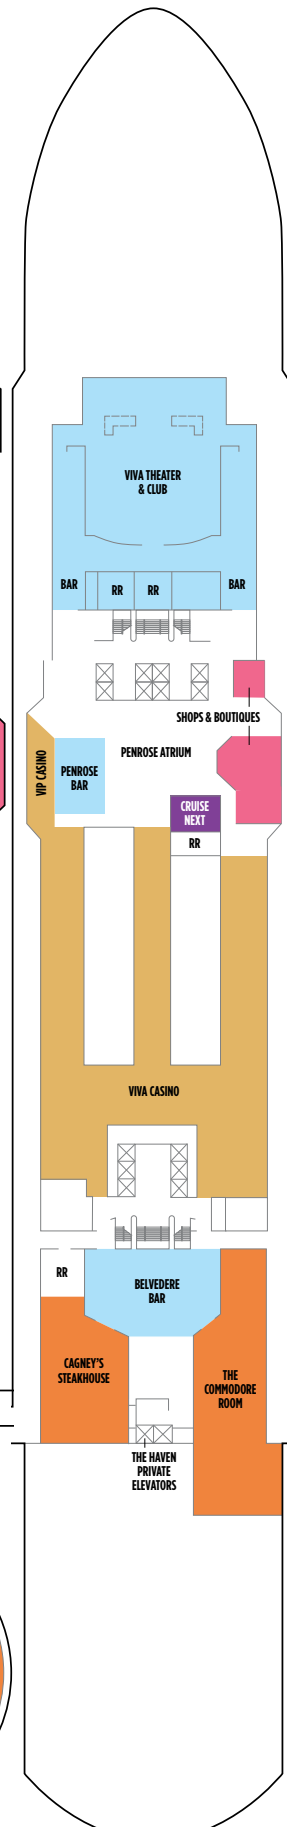 VIVA THEATER
& CLUB
BAR
RR
RR
BAR
SHOPS & BOUTIQUES
VIP CASINO
PENROSE
BAR
PENROSE ATRIUM
CRUISE
NEXT
RR
VIVA CASINO
RR
BELVEDERE
BAR
CAGNEY'S
STEAKHOUSE
THE
COMMODORE
ROOM
THE HAVEN
PRIVATE
ELEVATORS